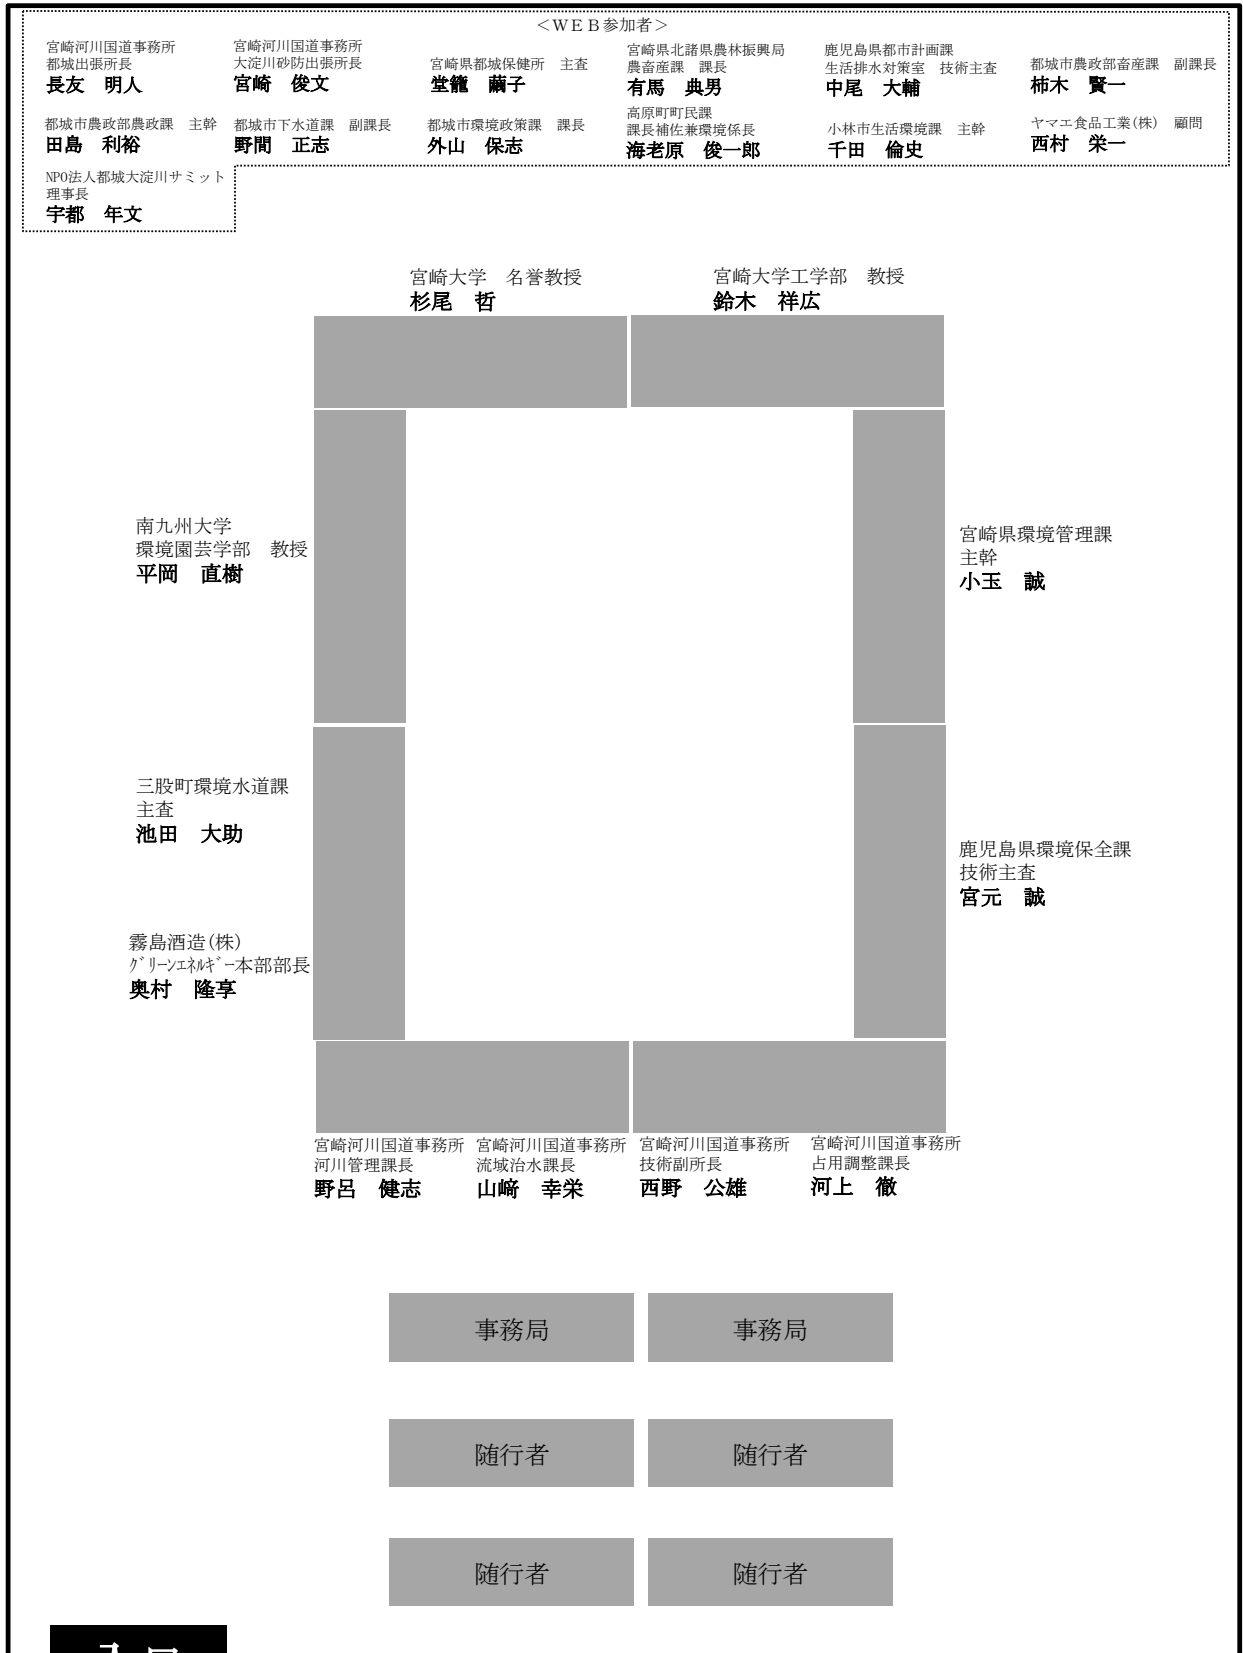 ＜ＷＥＢ参加者＞
宮崎河川国道事務所
都城出張所長
長友　明人
宮崎河川国道事務所
大淀川砂防出張所長
宮崎　俊文
宮崎県都城保健所　主査
堂籠　繭子
宮崎県北諸県農林振興局
農畜産課　課長
有馬　典男
鹿児島県都市計画課
生活排水対策室　技術主査
中尾　大輔
都城市農政部畜産課　副課長
柿木　賢一
都城市農政部農政課　主幹
田島　利裕
都城市下水道課　副課長
野間　正志
都城市環境政策課　課長
外山　保志
高原町町民課
課長補佐兼環境係長
海老原　俊一郎
小林市生活環境課　主幹
千田　倫史
ヤマエ食品工業(株)　顧問
西村　栄一
NPO法人都城大淀川サミット
理事長
宇都　年文
宮崎大学　名誉教授
杉尾　哲
宮崎大学工学部　教授
鈴木　祥広
南九州大学
環境園芸学部　教授
平岡　直樹
宮崎県環境管理課
主幹
小玉　誠
三股町環境水道課
主査
池田　大助
鹿児島県環境保全課
技術主査
宮元　誠
霧島酒造(株)
ｸﾞﾘｰﾝｴﾈﾙｷﾞｰ本部部長
奥村　隆享
宮崎河川国道事務所
河川管理課長
野呂　健志
宮崎河川国道事務所
流域治水課長
山﨑　幸栄
宮崎河川国道事務所
技術副所長
西野　公雄
宮崎河川国道事務所
占用調整課長
河上　徹
事務局
事務局
随行者
随行者
随行者
随行者